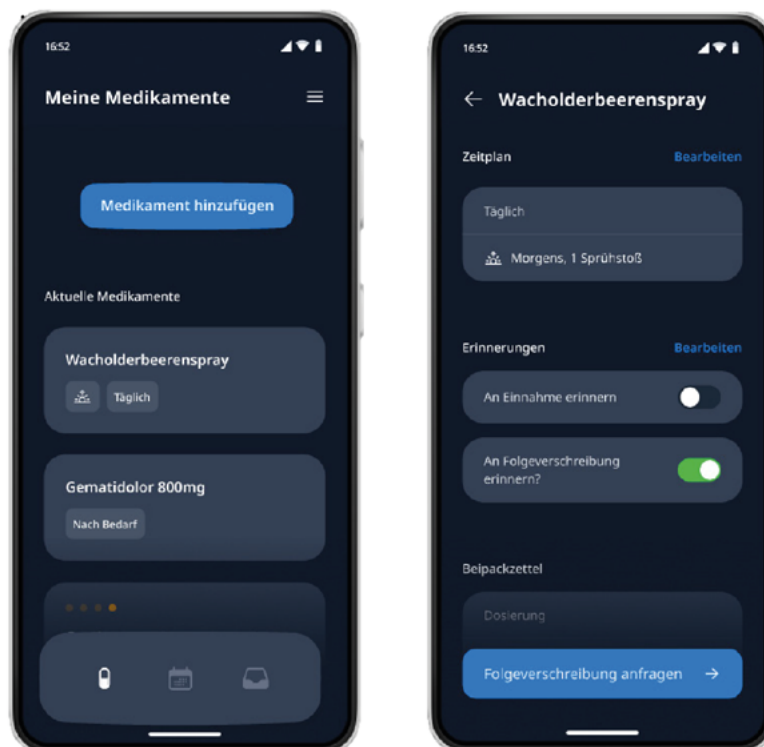 16:52
Meine Medikamente
Medikament hinzufügen
Aktuelle Medikamente
Wacholderbeerenspray
Täglich
Gematidolor 800mg
Nach Bedarf
16:52
Wacholderbeerenspray
Zeitplan Bearbeiten
Täglich
Morgens, 1 Sprühstoß
Erinnerungen Bearbeiten
An Einnahme erinnern
An Folgeverschreibung
erinnern?
Beipackzettel
Dosierung
Folgeverschreibung anfragen